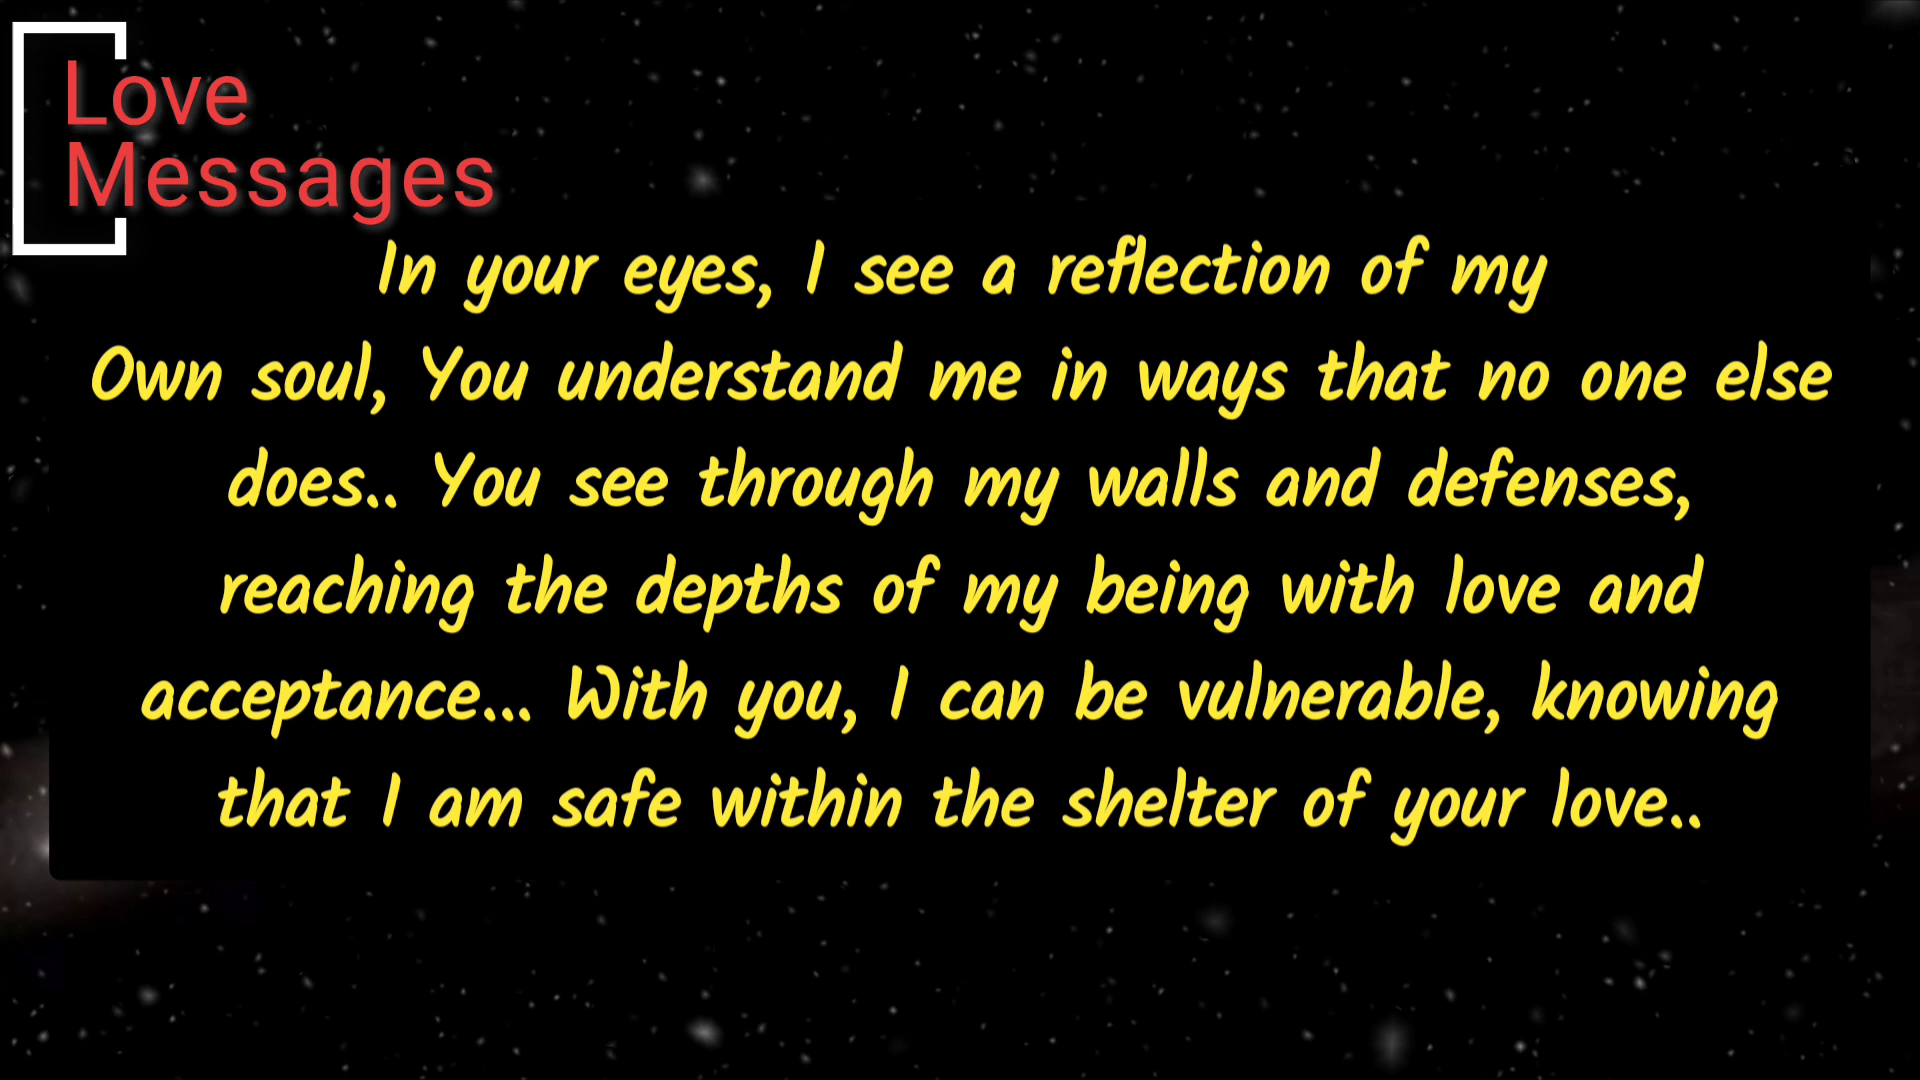 Love
Messages
In your eyes, I see a reflection of my
Own soul, You understand me in ways that no one else
does.. You see through my walls and defenses,
reaching the depths of my being with love and
acceptance... With you, I can be vulnerable, knowing
that I am safe within the shelter of your love..